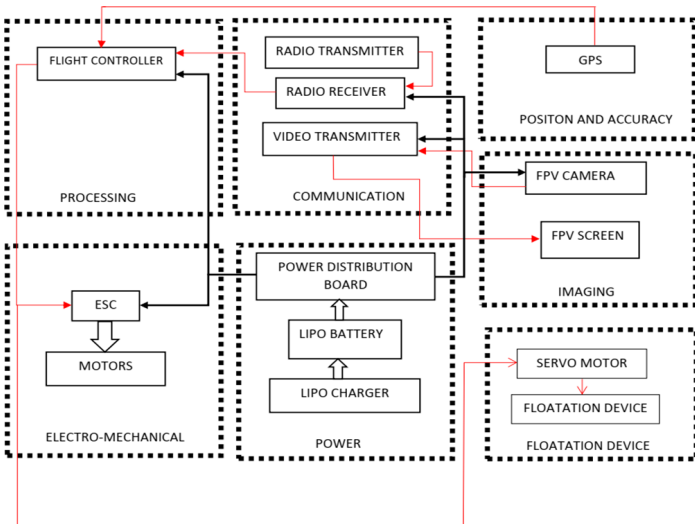 FLIGHT CONTROLLER
PROCESSING
RADIO TRANSMITTER
RADIO RECEIVER
VIDEO TRANSMITTER
COMMUNICATION
GPS
POSITON AND ACCURACY
FPV CAMERA
FPV SCREEN
IMAGING
ESC
MOTORS
ELECTRO-MECHANICAL
POWER DISTRIBUTION
BOARD
LIPO BATTERY
LIPO CHARGER
POWER
SERVO MOTOR
FLOATATION DEVICE
FLOATATION DEVICE